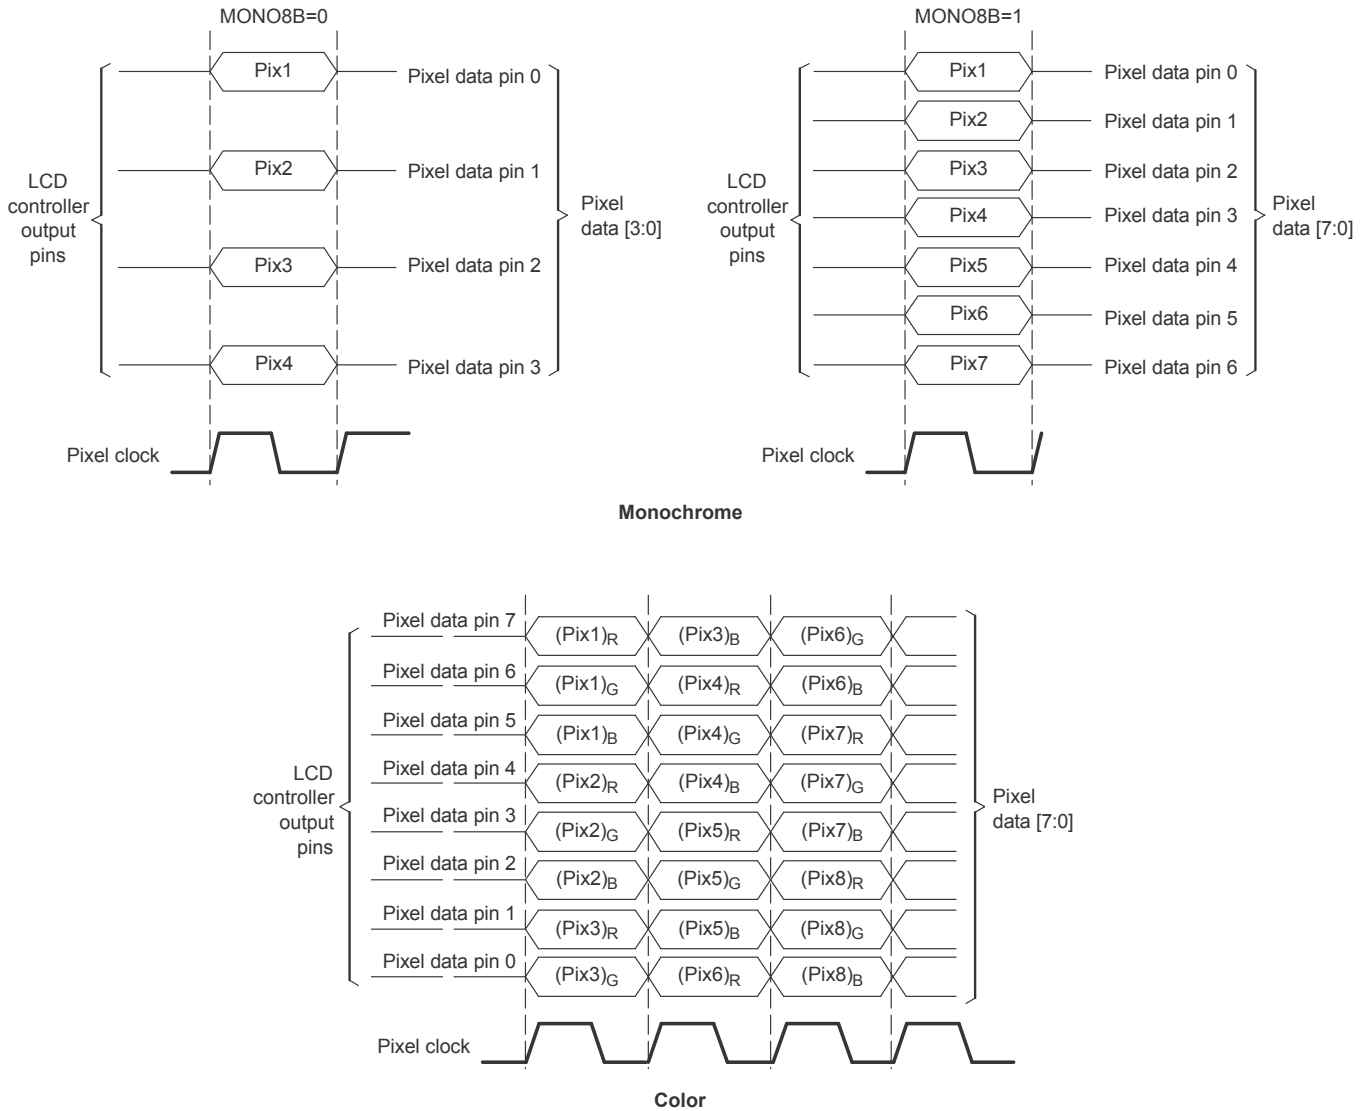 MONO8B=0
Pix1
Pixel data pin 0
Pix2
Pixel data pin 1
Pix3
Pixel data pin 2
Pix4
Pixel data pin 3
LCD
controller
output
pins
Pixel
data [3:0]
Pixel clock
MONO8B=1
Pix1
Pixel data pin 0
Pix2
Pixel data pin 1
Pix3
Pixel data pin 2
Pix4
Pixel data pin 3
Pix5
Pixel data pin 4
Pix6
Pixel data pin 5
Pix7
Pixel data pin 6
LCD
controller
output
pins
Pixel
data [7:0]
Pixel clock
Monochrome
Pixel data pin 7 (Pix1)R (Pix3)B (Pix6)G
Pixel data pin 6 (Pix1)G (Pix4)R (Pix6)B
Pixel data pin 5 (Pix1)B (Pix4)G (Pix7)R
Pixel data pin 4 (Pix2)R (Pix4)B (Pix7)G
Pixel data pin 3 (Pix2)G (Pix5)R (Pix7)B
Pixel data pin 2 (Pix2)B (Pix5)G (Pix8)R
Pixel data pin 1 (Pix3)R (Pix5)B (Pix8)G
Pixel data pin 0 (Pix3)G (Pix6)R (Pix8)B
LCD
controller
output
pins
Pixel
data [7:0]
Pixel clock
Color